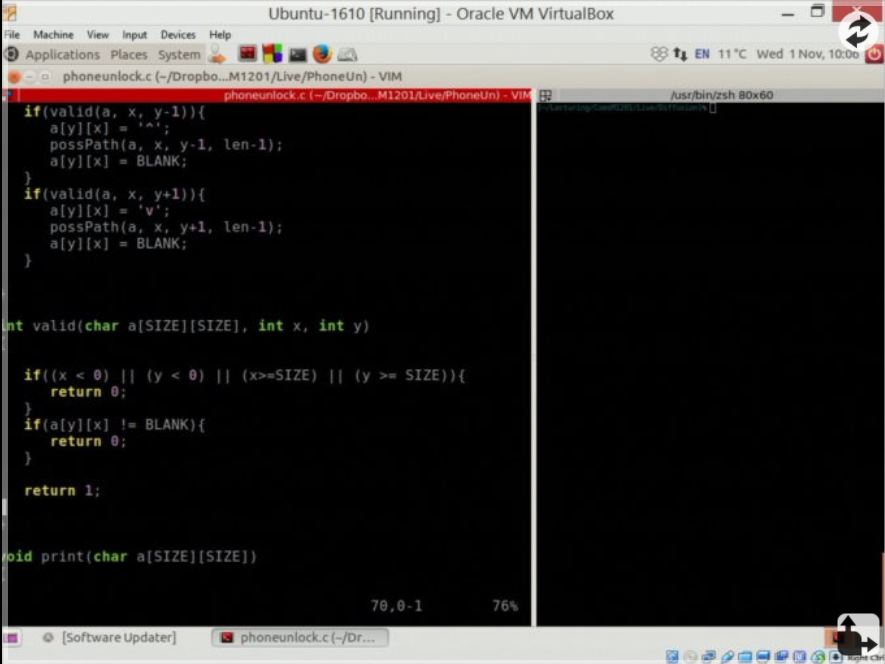 Ubuntu-1610 [Running] - Oracle VM VirtualBox
File Machine View Input Devices Help
Applications Places System EN 11°C Wed 1 Nov, 10:06
phoneunlock.c (~/Dropbo...M1201/Live/PhoneUn) - VIM
phoneunlock.c (~/Dropbo...M1201/Live/PhoneUn) - VIM
/usr/bin/zsh 80x60
if(valid(a, x, y-1)){
a[y][x] = '^';
possPath(a, x, y-1, len-1);
a[y][x] = BLANK;
}
if(valid(a, x, y+1)){
a[y][x] = 'v';
possPath(a, x, y+1, len-1);
a[y][x] = BLANK;
}
int valid(char a[SIZE][SIZE], int x, int y)
if((x < 0) || (y < 0) || (x>=SIZE) || (y >= SIZE)){
return 0;
}
if(a[y][x] != BLANK){
return 0;
}
return 1;
void print(char a[SIZE][SIZE])
70,0-1 76%
[Software Updater] phoneunlock.c (~/Dr...
Right Ctrl